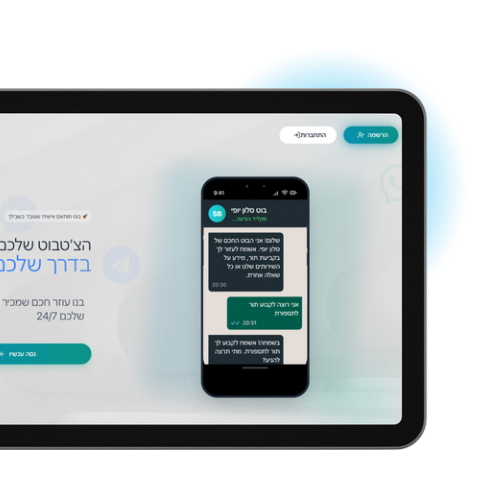 הרשמה
התחברות
בוט מותאם אישית שעובד בשבילך
הצ'טבוט שלכם
בדרך שלכם
בנו עוזר חכם שמכיר
שלכם 24/7
נסה עכשיו
9:41
SB
בוט סלון יופי
מקליד הודעה...
שלום! אני הבוט החכם של
סלון יופי. אשמח לעזור לך
בקביעת תור, מידע על
השירותים שלנו או כל
שאלה אחרת.
20:30
אני רוצה לקבוע תור
לתספורת
20:31
בשמחה! אשמח לקבוע לך
תור לתספורת. מתי תרצה
להגיע?